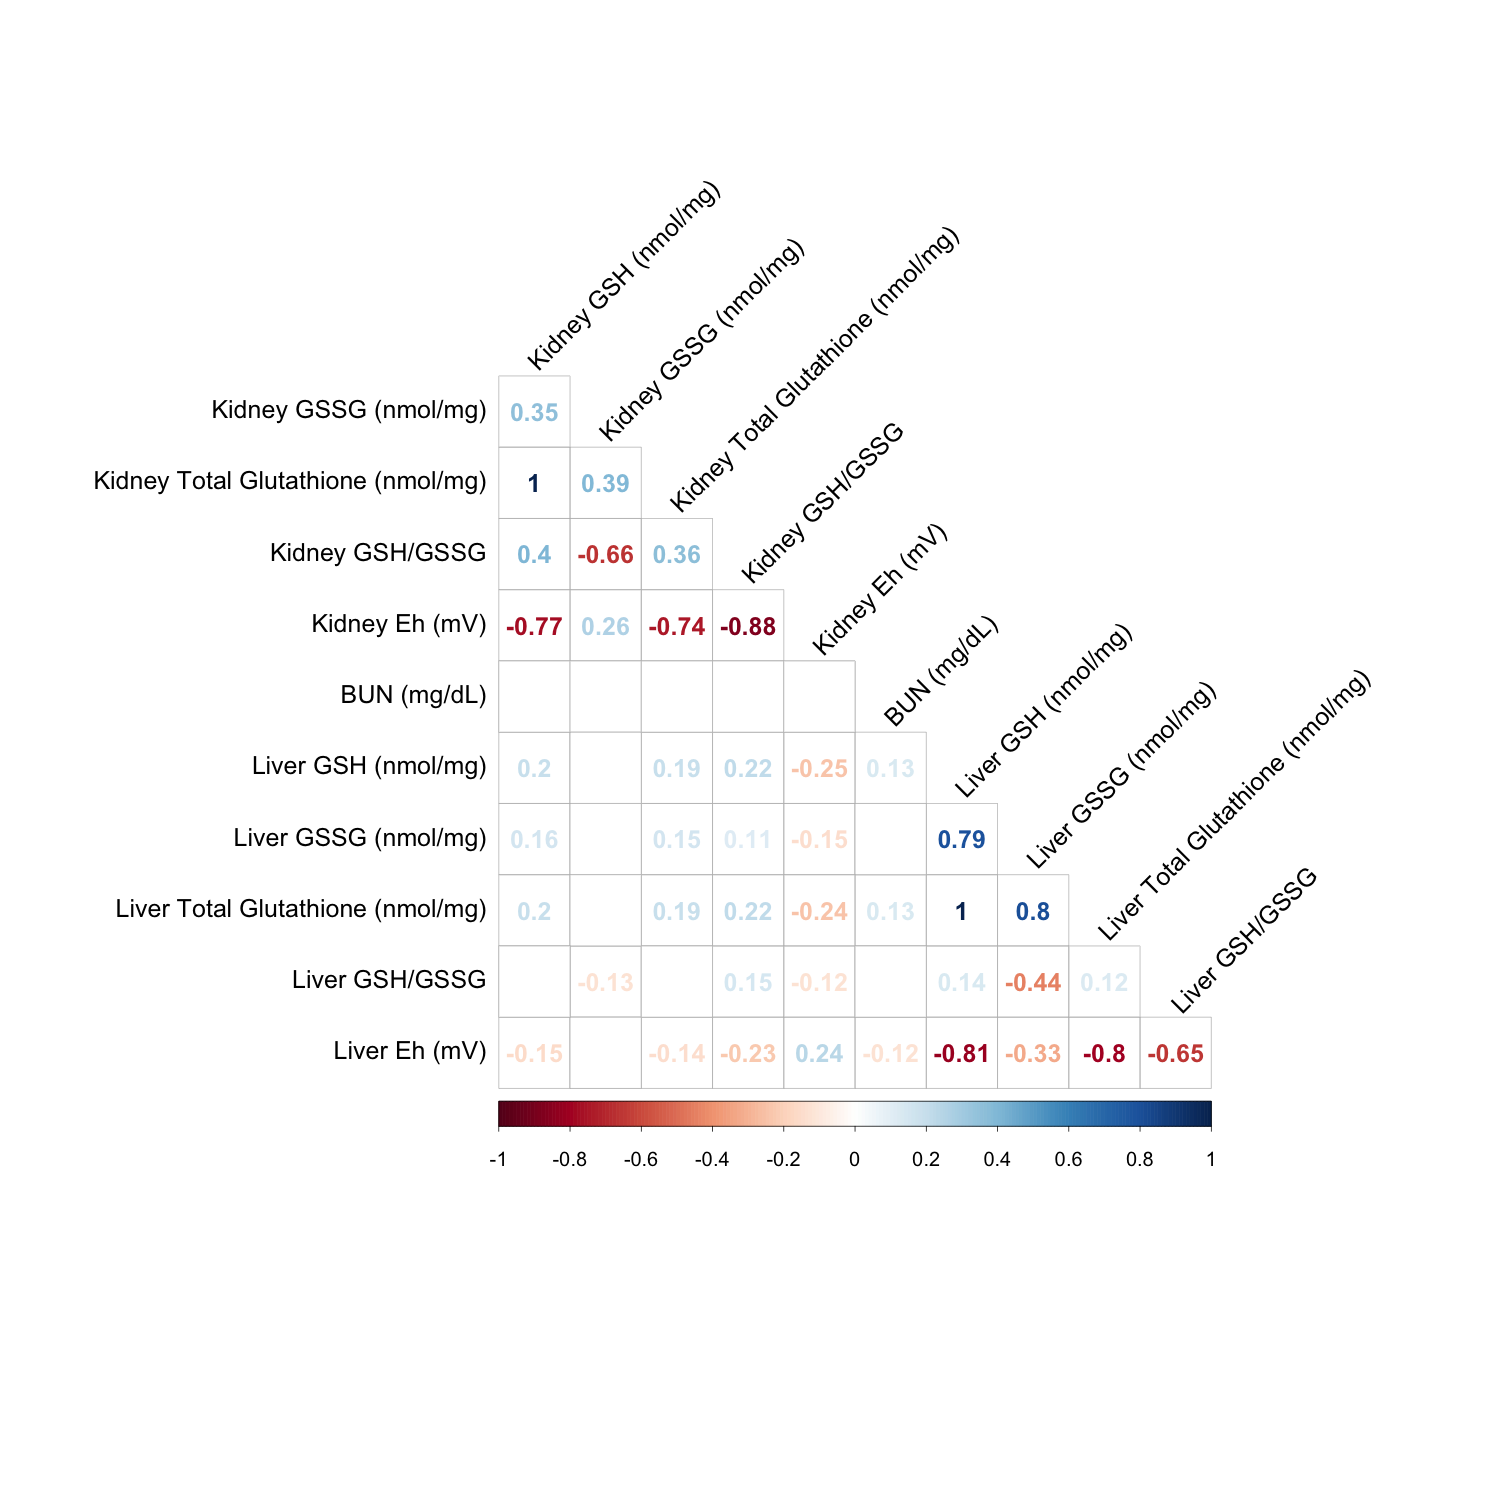 Kidney GSH (nmol/mg)
Kidney GSSG (nmol/mg)
Kidney Total Glutathione (nmol/mg)
Kidney GSH/GSSG
Kidney Eh (mV)
BUN (mg/dL)
Liver GSH (nmol/mg)
Liver GSSG (nmol/mg)
Liver Total Glutathione (nmol/mg)
Liver GSH/GSSG
Kidney GSSG (nmol/mg) 0.35
Kidney Total Glutathione (nmol/mg) 1 0.39
Kidney GSH/GSSG 0.4 -0.66 0.36
Kidney Eh (mV) -0.77 0.26 -0.74 -0.88
BUN (mg/dL)
Liver GSH (nmol/mg) 0.2 0.19 0.22 -0.25 0.13
Liver GSSG (nmol/mg) 0.16 0.15 0.11 -0.15 0.79
Liver Total Glutathione (nmol/mg) 0.2 0.19 0.22 -0.24 0.13 1 0.8
Liver GSH/GSSG -0.13 0.15 -0.12 0.14 -0.44 0.12
Liver Eh (mV) -0.15 -0.14 -0.23 0.24 -0.12 -0.81 -0.33 -0.8 -0.65
-1 -0.8 -0.6 -0.4 -0.2 0 0.2 0.4 0.6 0.8 1